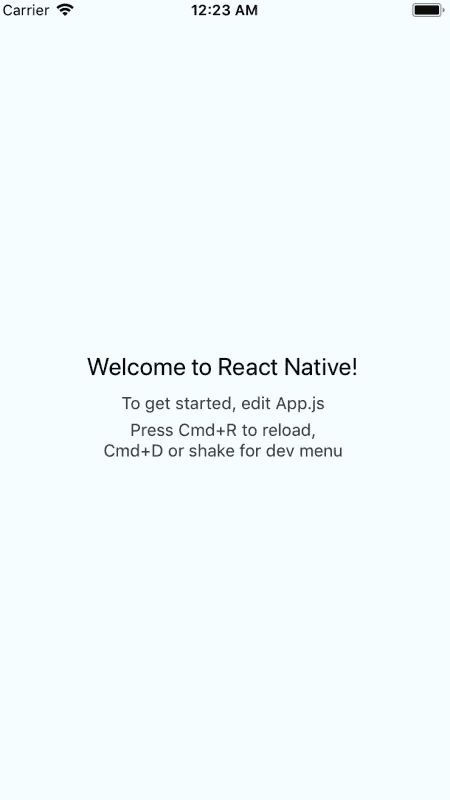 Carrier 12:23 AM
Welcome to React Native!
To get started, edit App.js
Press Cmd+R to reload,
Cmd+D or shake for dev menu